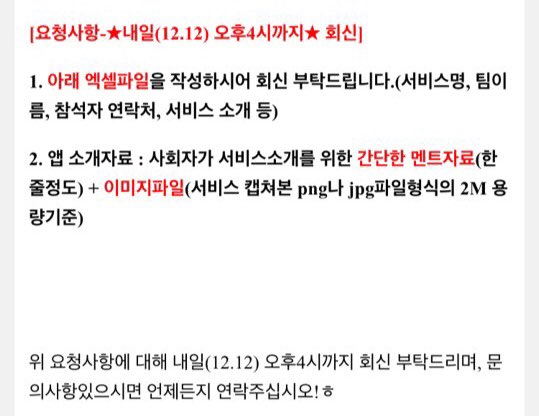 [요청사항-★내일(12.12) 오후4시까지★ 회신]
1. 아래 엑셀파일을 작성하시어 회신 부탁드립니다.(서비스명, 팀이
름, 참석자 연락처, 서비스 소개 등)
2. 앱 소개자료 : 사회자가 서비스소개를 위한 간단한 멘트자료(한
줄정도) + 이미지파일(서비스 캡쳐본 png나 jpg파일형식의 2M 용
량기준)
위 요청사항에 대해 내일(12.12) 오후4시까지 회신 부탁드리며, 문
의사항있으시면 언제든지 연락주십시오!ㅎ